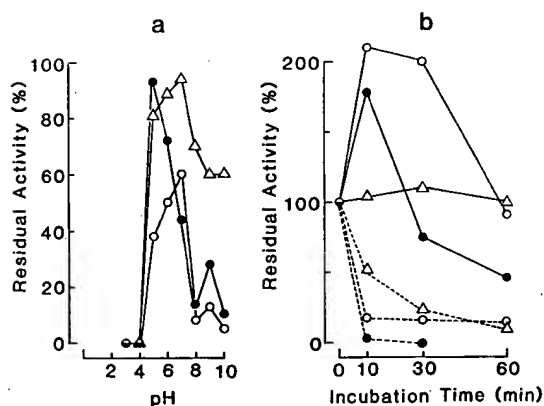 a
b
Residual Activity (%)
100
80
60
40
20
0
2 4 6 8 10
pH
Residual Activity (%)
200
100
0
0 10 30 60
Incubation Time (min)